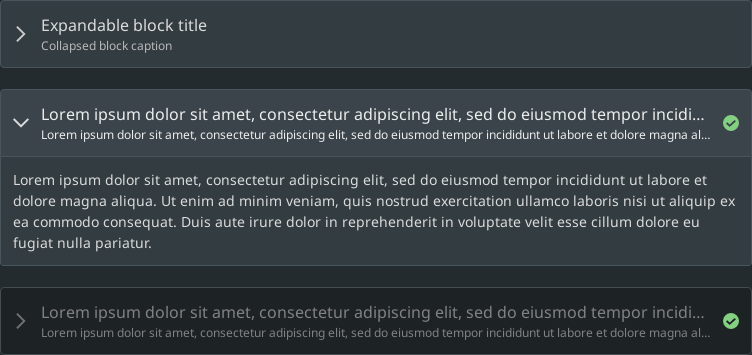 Expandable block title
Collapsed block caption
Lorem ipsum dolor sit amet, consectetur adipiscing elit, sed do eiusmod tempor incidi...
Lorem ipsum dolor sit amet, consectetur adipiscing elit, sed do eiusmod tempor incididunt ut labore et dolore magna al...
Lorem ipsum dolor sit amet, consectetur adipiscing elit, sed do eiusmod tempor incididunt ut labore et
dolore magna aliqua. Ut enim ad minim veniam, quis nostrud exercitation ullamco laboris nisi ut aliquip ex
ea commodo consequat. Duis aute irure dolor in reprehenderit in voluptate velit esse cillum dolore eu
fugiat nulla pariatur.
Lorem ipsum dolor sit amet, consectetur adipiscing elit, sed do eiusmod tempor incidi...
Lorem ipsum dolor sit amet, consectetur adipiscing elit, sed do eiusmod tempor incididunt ut labore et dolore magna al...